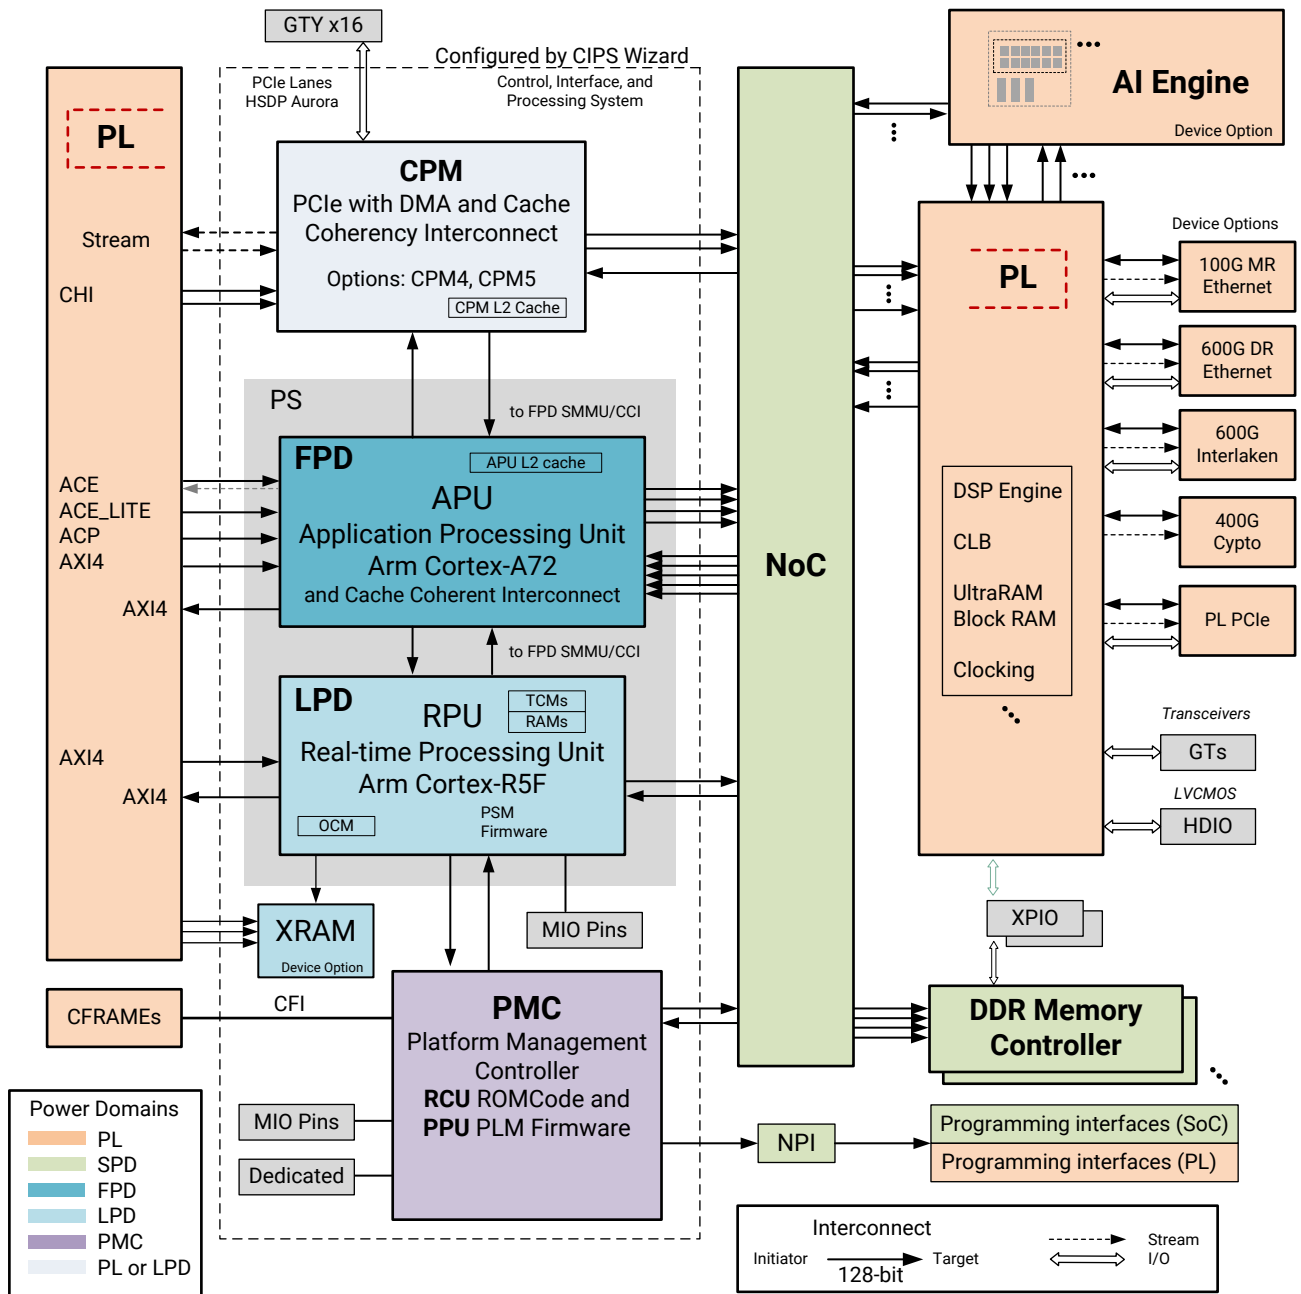 GTY x16
Configured by CIPS Wizard
PCIe Lanes
HSDP Aurora
Control, Interface, and
Processing System
PL
CPM
PCIe with DMA and Cache
Coherency Interconnect
Options: CPM4, CPM5
CPM L2 Cache
Stream
CHI
PS
to FPD SMMU/CCI
FPD
APU L2 cache
APU
Application Processing Unit
Arm Cortex-A72
and Cache Coherent Interconnect
ACE
ACE_LITE
ACP
AXI4
AXI4
to FPD SMMU/CCI
LPD
TCMs
RAMs
RPU
Real-time Processing Unit
Arm Cortex-R5F
OCM
PSM
Firmware
AXI4
AXI4
XRAM
Device Option
MIO Pins
CFRAMEs
CFI
PMC
Platform Management
Controller
RCU ROMCode and
PPU PLM Firmware
MIO Pins
Dedicated
NoC
AI Engine
Device Option
PL
DSP Engine
CLB
UltraRAM
Block RAM
Clocking
Device Options
100G MR
Ethernet
600G DR
Ethernet
600G
Interlaken
400G
Cypto
PL PCIe
Transceivers
GTs
LVCMOS
HDIO
XPIO
DDR Memory
Controller
NPI
Programming interfaces (SoC)
Programming interfaces (PL)
Power Domains
PL
SPD
FPD
LPD
PMC
PL or LPD
Interconnect
Initiator
Target
128-bit
Stream
I/O